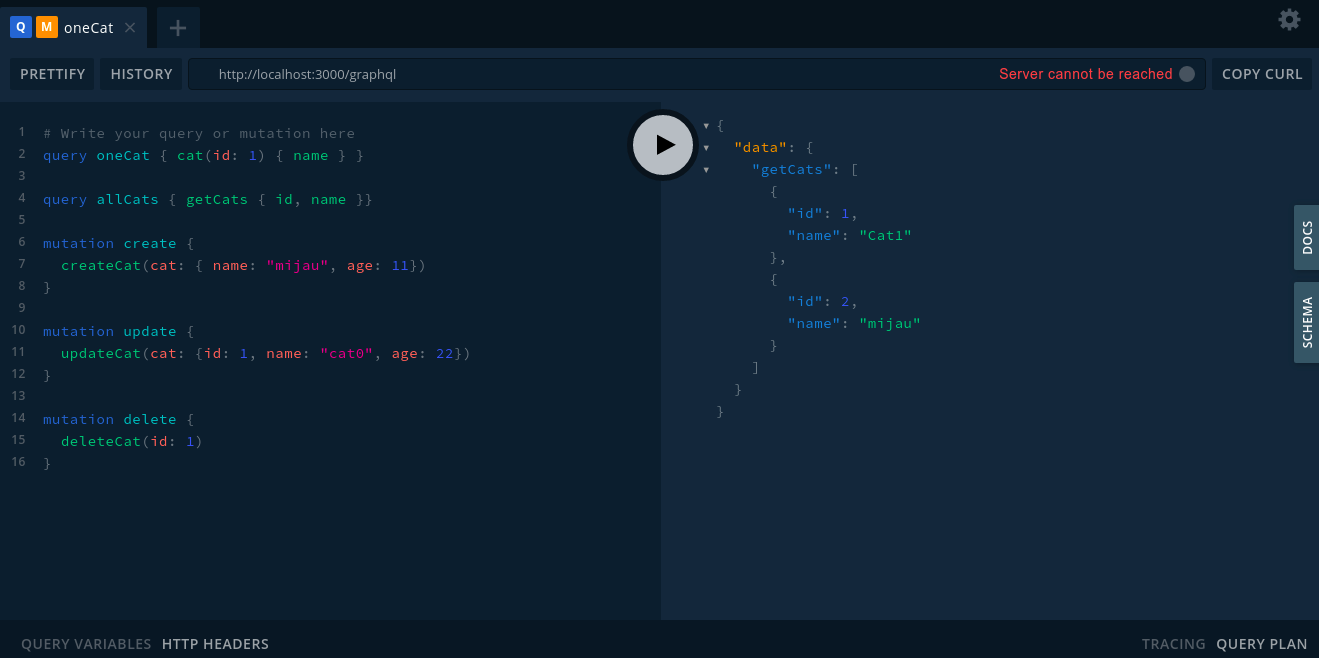 Q M oneCat × +
PRETTIFY HISTORY http://localhost:3000/graphql Server cannot be reached COPY CURL
1 # Write your query or mutation here
2 query oneCat { cat(id: 1) { name } }
3
4 query allCats { getCats { id, name }}
5
6 mutation create {
7   createCat(cat: { name: "mijau", age: 11})
8 }
9
10 mutation update {
11   updateCat(cat: {id: 1, name: "cat0", age: 22})
12 }
13
14 mutation delete {
15   deleteCat(id: 1)
16 }
▼ {
▼   "data": {
▼     "getCats": [
      {
        "id": 1,
        "name": "Cat1"
      },
      {
        "id": 2,
        "name": "mijau"
      }
    ]
  }
}
DOCS
SCHEMA
QUERY VARIABLES HTTP HEADERS TRACING QUERY PLAN